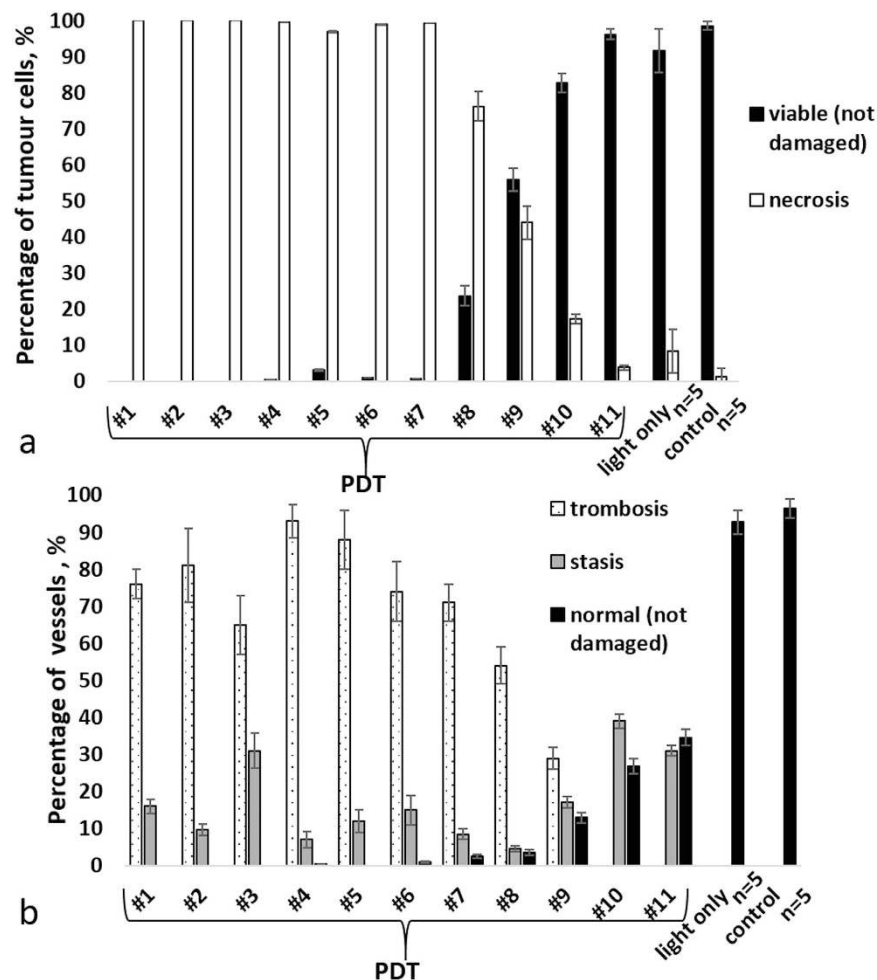 Percentage of tumour cells, %
100
90
80
70
60
50
40
30
20
10
0
viable (not
damaged)
necrosis
#1 #2 #3 #4 #5 #6 #7 #8 #9 #10 #11 light only n=5 control n=5
a
PDT
Percentage of vessels , %
100
90
80
70
60
50
40
30
20
10
0
trombosis
stasis
normal (not
damaged)
#1 #2 #3 #4 #5 #6 #7 #8 #9 #10 #11 light only n=5 control n=5
b
PDT